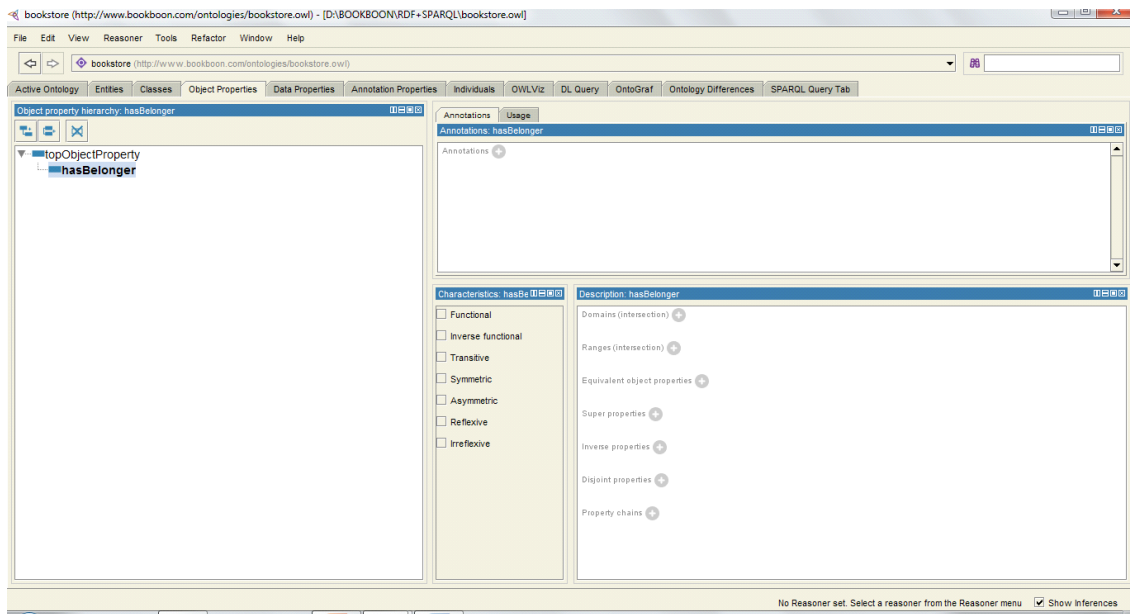 bookstore (http://www.bookboon.com/ontologies/bookstore.owl) - [D:\BOOKBOON\RDF+SPARQL\bookstore.owl]
File Edit View Reasoner Tools Refactor Window Help
bookstore (http://www.bookboon.com/ontologies/bookstore.owl)
Active Ontology Entities Classes Object Properties Data Properties Annotation Properties Individuals OWLViz DL Query OntoGraf Ontology Differences SPARQL Query Tab
Object property hierarchy: hasBelonger
topObjectProperty
hasBelonger
Annotations Usage
Annotations: hasBelonger
Annotations
Characteristics: hasBe
Functional
Inverse functional
Transitive
Symmetric
Asymmetric
Reflexive
Irreflexive
Description: hasBelonger
Domains (intersection)
Ranges (intersection)
Equivalent object properties
Super properties
Inverse properties
Disjoint properties
Property chains
No Reasoner set. Select a reasoner from the Reasoner menu Show Inferences